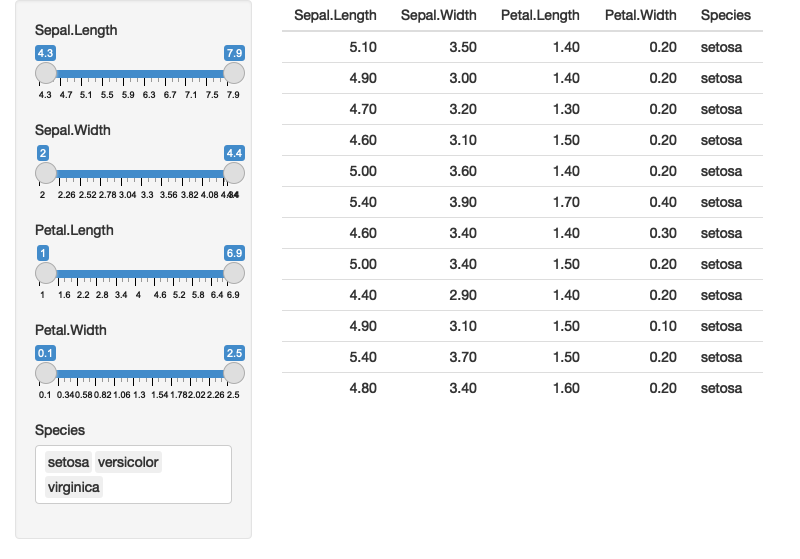 Sepal.Length
4.3 7.9
4.3 4.7 5.1 5.5 5.9 6.3 6.7 7.1 7.5 7.9
Sepal.Width
2 4.4
2 2.26 2.52 2.78 3.04 3.3 3.56 3.82 4.08 4.34 4.4
Petal.Length
1 6.9
1 1.6 2.2 2.8 3.4 4 4.6 5.2 5.8 6.4 6.9
Petal.Width
0.1 2.5
0.1 0.34 0.58 0.82 1.06 1.3 1.54 1.78 2.02 2.26 2.5
Species
setosa versicolor
virginica
Sepal.Length Sepal.Width Petal.Length Petal.Width Species
5.10 3.50 1.40 0.20 setosa
4.90 3.00 1.40 0.20 setosa
4.70 3.20 1.30 0.20 setosa
4.60 3.10 1.50 0.20 setosa
5.00 3.60 1.40 0.20 setosa
5.40 3.90 1.70 0.40 setosa
4.60 3.40 1.40 0.30 setosa
5.00 3.40 1.50 0.20 setosa
4.40 2.90 1.40 0.20 setosa
4.90 3.10 1.50 0.10 setosa
5.40 3.70 1.50 0.20 setosa
4.80 3.40 1.60 0.20 setosa